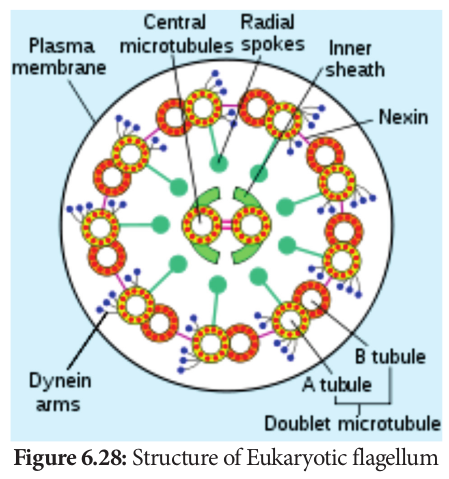 Central
microtubules
Radial
spokes
Plasma
membrane
Inner
sheath
Nexin
Dynein
arms
B tubule
A tubule
Doublet microtubule
Figure 6.28: Structure of Eukaryotic flagellum